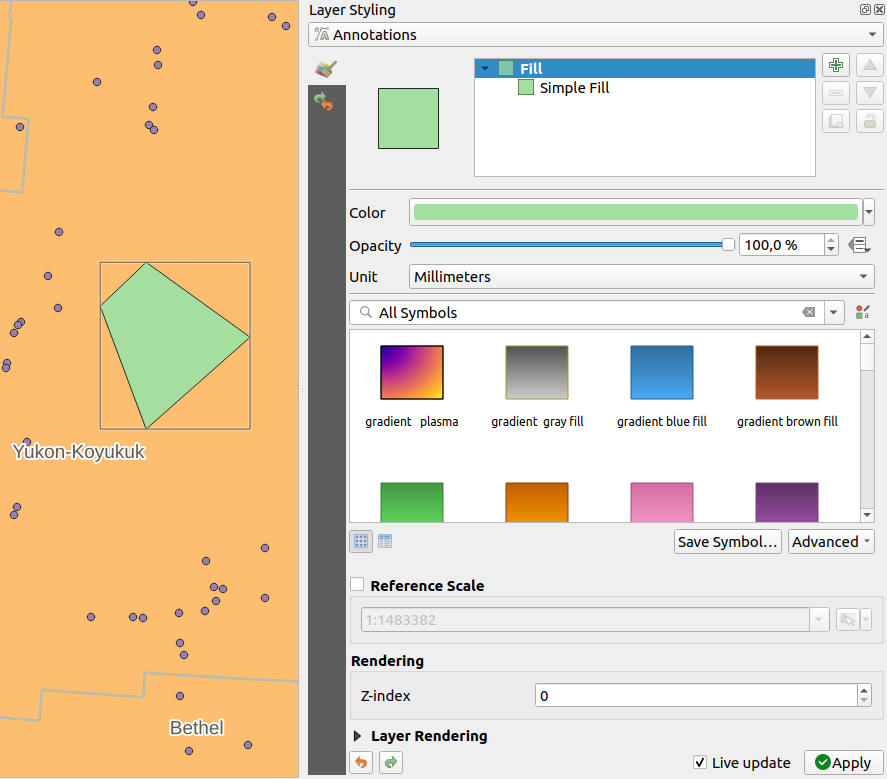 Layer Styling
Annotations
Fill
Simple Fill
Color
Opacity 100,0 %
Unit Millimeters
All Symbols
gradient plasma gradient gray fill gradient blue fill gradient brown fill
Save Symbol... Advanced
Reference Scale
1:1483382
Rendering
Z-index 0
Layer Rendering
Live update Apply
Yukon-Koyukuk
Bethel